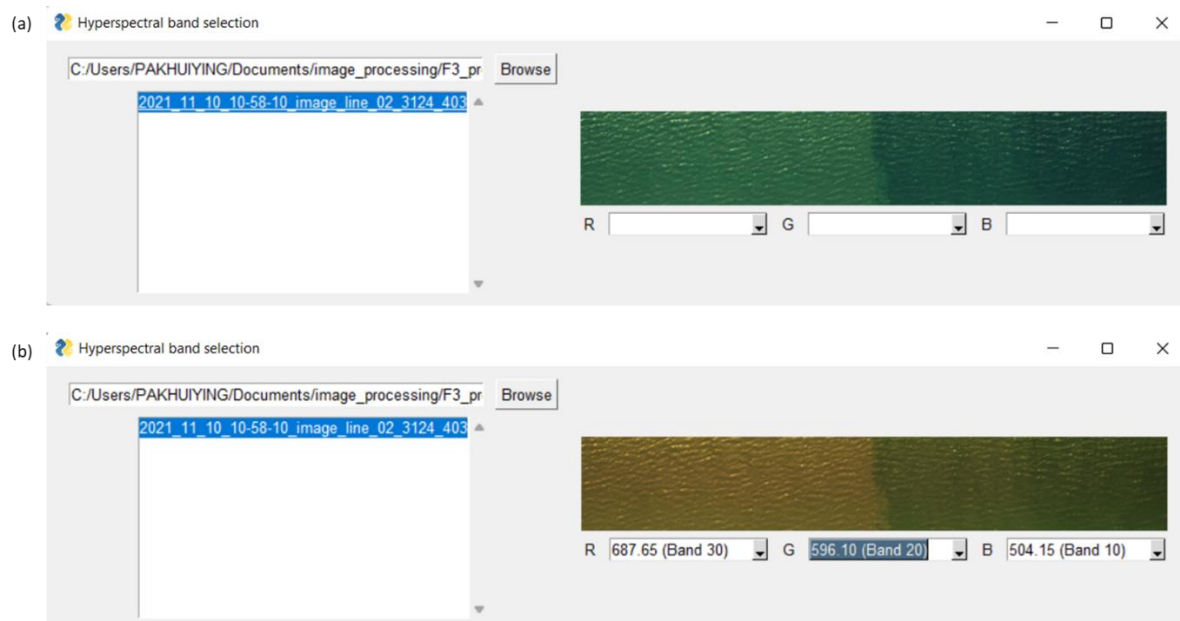 (a) Hyperspectral band selection
C:/Users/PAKHUIYING/Documents/image_processing/F3_pr Browse
2021_11_10_10-58-10_image_line_02_3124_403
R G B
(b) Hyperspectral band selection
C:/Users/PAKHUIYING/Documents/image_processing/F3_pr Browse
2021_11_10_10-58-10_image_line_02_3124_403
R 687.65 (Band 30) G 596.10 (Band 20) B 504.15 (Band 10)